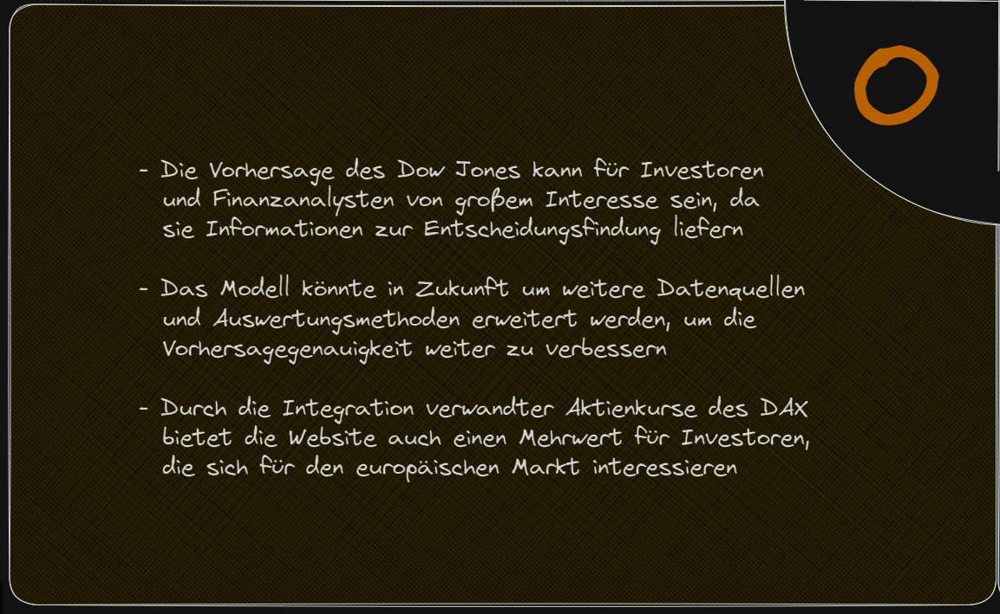 - Die Vorhersage des Dow Jones kann für Investoren
und Finanzanalysten von großem Interesse sein, da
sie Informationen zur Entscheidungsfindung liefern
- Das Modell könnte in Zukunft um weitere Datenquellen
und Auswertungsmethoden erweitert werden, um die
Vorhersagegenauigkeit weiter zu verbessern
- Durch die Integration verwandter Aktienkurse des DAX
bietet die Website auch einen Mehrwert für Investoren,
die sich für den europäischen Markt interessieren